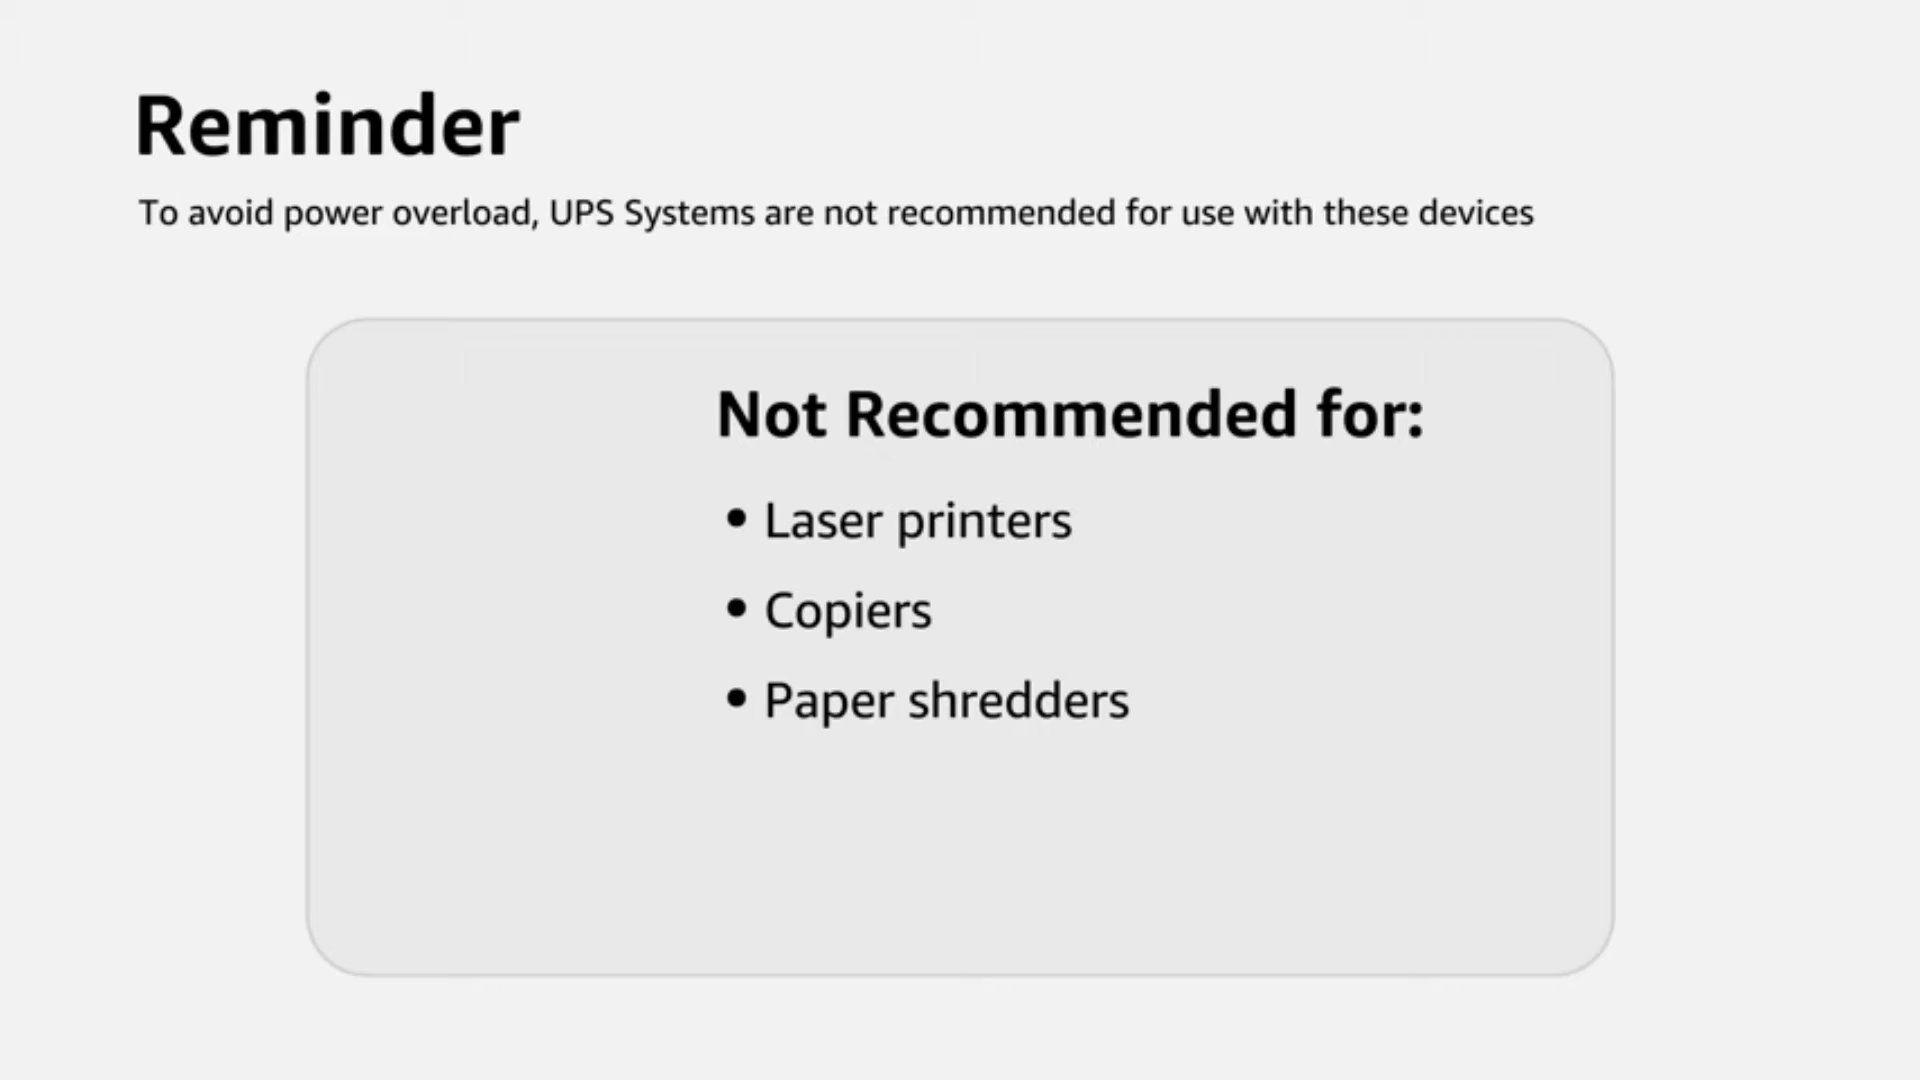 Reminder
To avoid power overload, UPS Systems are not recommended for use with these devices
Not Recommended for:
• Laser printers
• Copiers
• Paper shredders